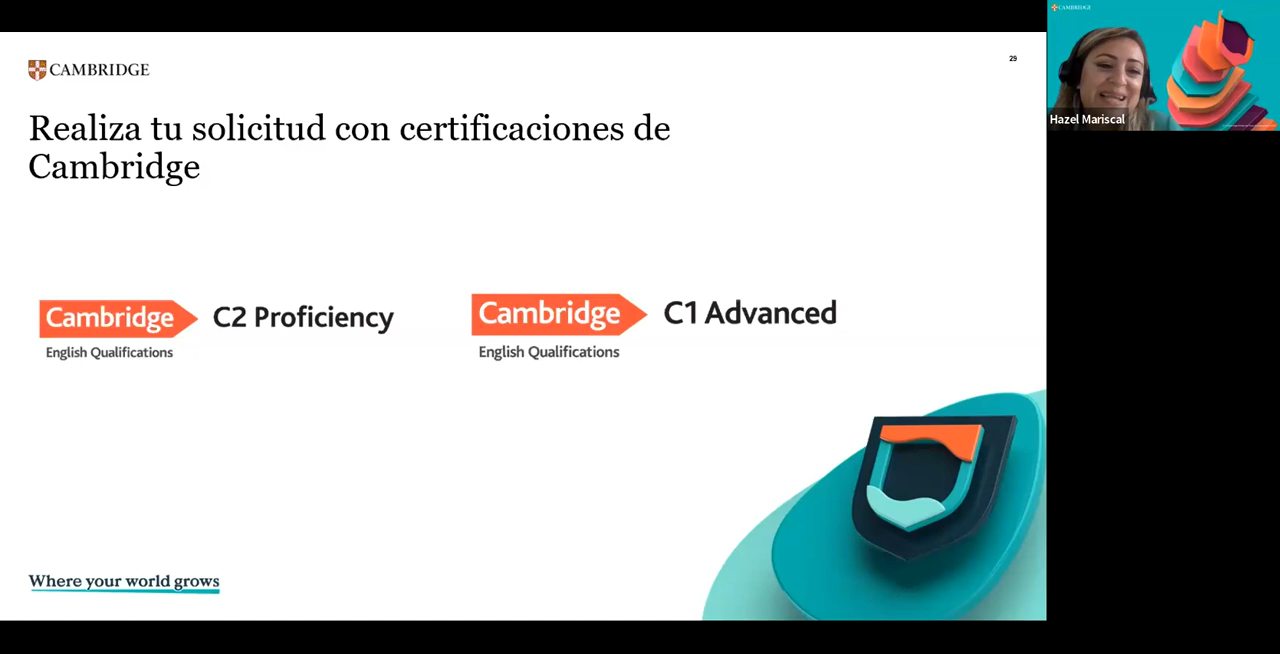 CAMBRIDGE
29
Realiza tu solicitud con certificaciones de
Cambridge
Cambridge
C2 Proficiency
English Qualifications
Cambridge
C1 Advanced
English Qualifications
Where your world grows
CAMBRIDGE
Hazel Mariscal